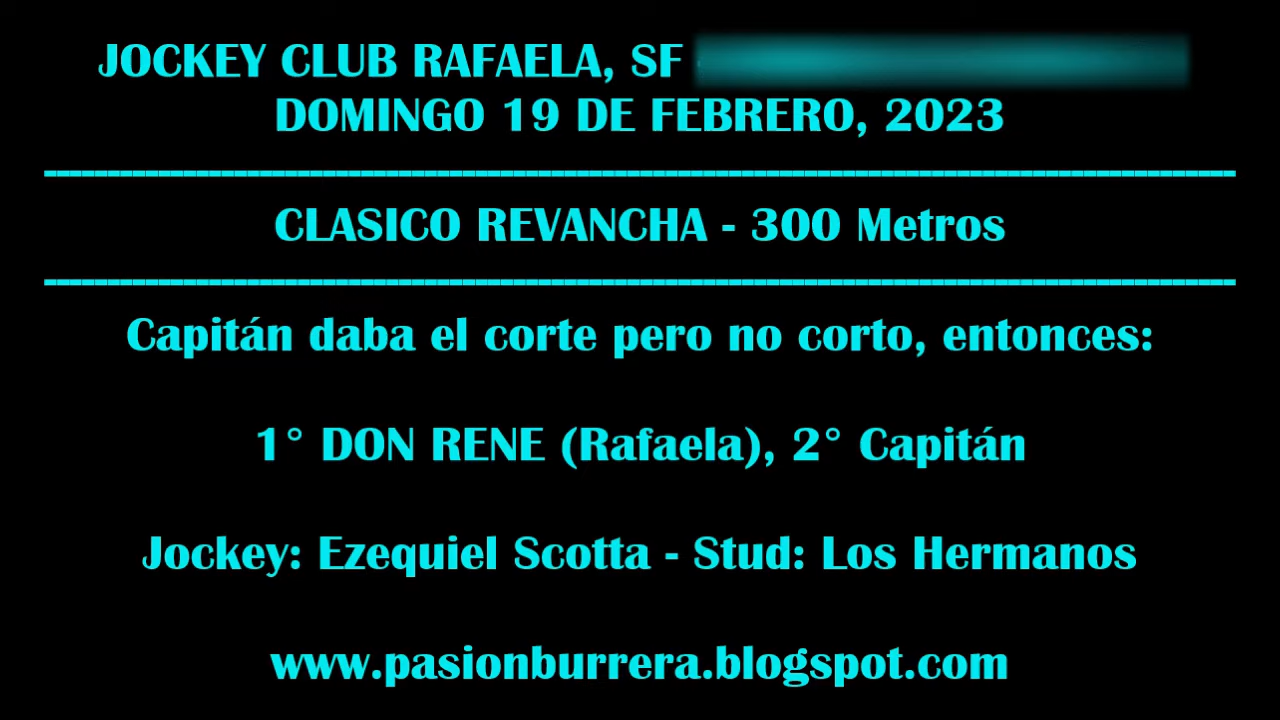 JOCKEY CLUB RAFAELA, SF
DOMINGO 19 DE FEBRERO, 2023
CLASICO REVANCHA - 300 Metros
Capitán daba el corte pero no corto, entonces:
1° DON RENE (Rafaela), 2° Capitán
Jockey: Ezequiel Scotta - Stud: Los Hermanos
www.pasionburrera.blogspot.com